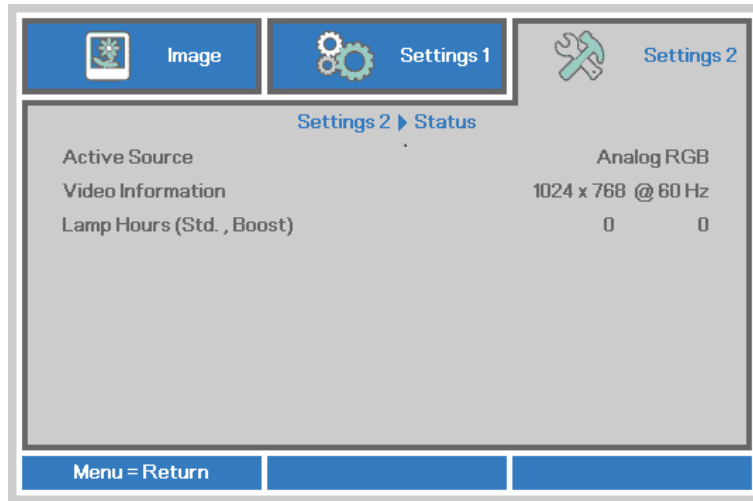 Image
Settings 1
Settings 2
Settings 2 Status
Active Source Analog RGB
Video Information 1024 x 768 @ 60 Hz
Lamp Hours (Std. , Boost) 0 0
Menu = Return